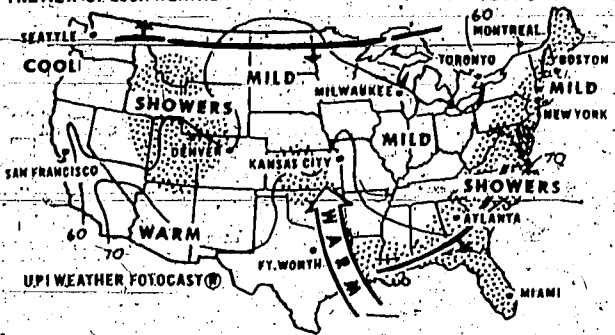 60
MONTREAL
SEATTLE
TORONTO
BOSTON
COOL
MILD
MILWAUKEE
MILD
SHOWERS
NEW YORK
MILD
DENVER
KANSAS CITY
70
SAN FRANCISCO
SHOWERS
ATLANTA
60
70
WARM
WARM
FT. WORTH
UPI WEATHER FOTOCAST ®
MIAMI